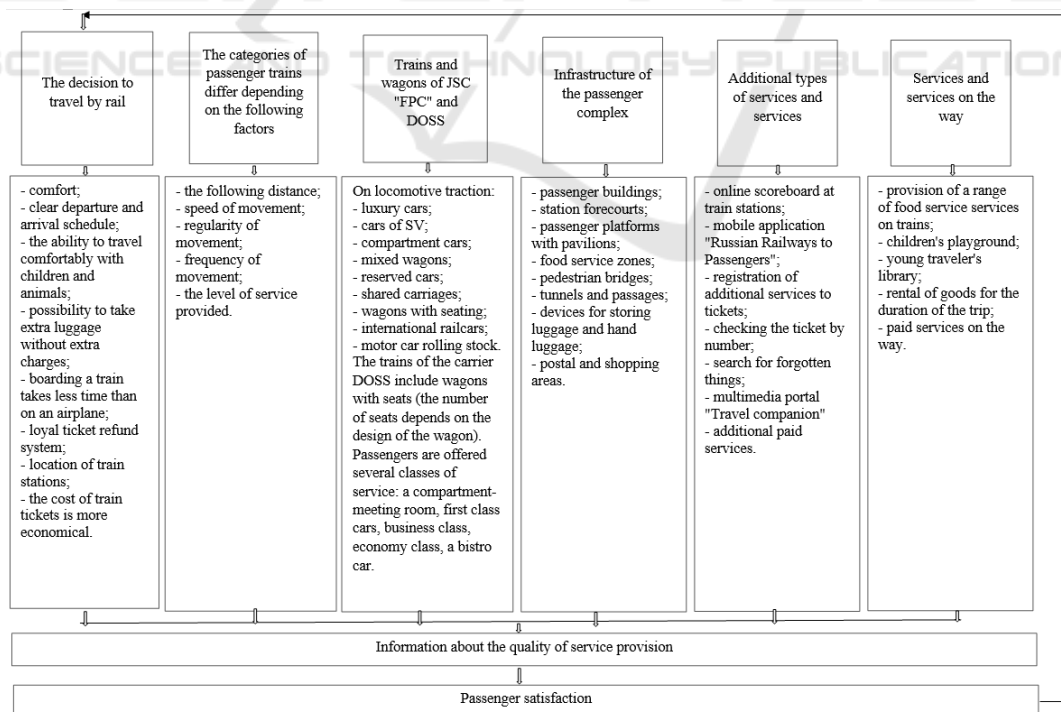 SCIENCE AND TECHNOLOGY PUBLICATION
The decision to
travel by rail
The categories of
passenger trains
differ depending
on the following
factors
Trains and
wagons of JSC
"FPC" and
DOSS
Infrastructure of
the passenger
complex
Additional types
of services and
services
Services and
services on the
way
- comfort;
- clear departure and
arrival schedule;
- the ability to travel
comfortably with
children and
animals;
- possibility to take
extra luggage
without extra
charges;
- boarding a train
takes less time than
on an airplane;
- loyal ticket refund
system;
- location of train
stations;
- the cost of train
tickets is more
economical.
- the following distance;
- speed of movement;
- regularity of
movement;
- frequency of
movement;
- the level of service
provided.
On locomotive traction:
- luxury cars;
- cars of SV;
- compartment cars;
- mixed wagons;
- reserved cars;
- shared carriages;
- wagons with seating;
- international railcars;
- motor car rolling stock.
The trains of the carrier
DOSS include wagons
with seats (the number
of seats depends on the
design of the wagon).
Passengers are offered
several classes of
service: a compartment-
meeting room, first class
cars, business class,
economy class, a bistro
car.
- passenger buildings;
- station forecourts;
- passenger platforms
with pavilions;
- food service zones;
- pedestrian bridges;
- tunnels and passages;
- devices for storing
luggage and hand
luggage;
- postal and shopping
areas.
- online scoreboard at
train stations;
- mobile application
"Russian Railways to
Passengers";
- registration of
additional services to
tickets;
- checking the ticket by
number;
- search for forgotten
things;
- multimedia portal
"Travel companion"
- additional paid
services.
- provision of a range
of food service services
on trains;
- children's playground;
- young traveler's
library;
- rental of goods for the
duration of the trip;
- paid services on the
way.
Information about the quality of service provision
Passenger satisfaction